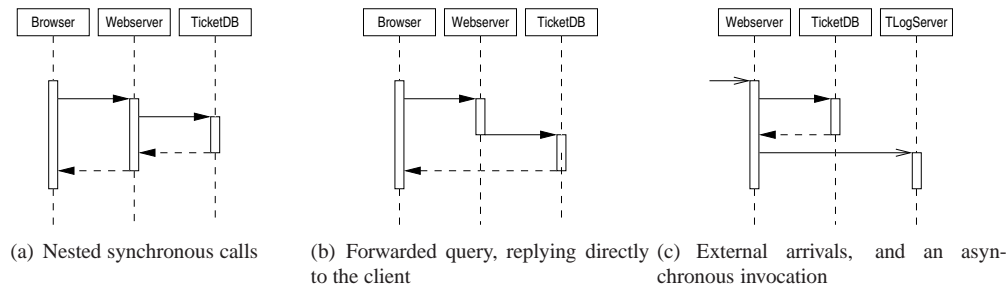 Browser Webserver TicketDB
Browser Webserver TicketDB
Webserver TicketDB TLogServer
(a) Nested synchronous calls
(b) Forwarded query, replying directly
to the client
(c) External arrivals, and an asyn-
chronous invocation